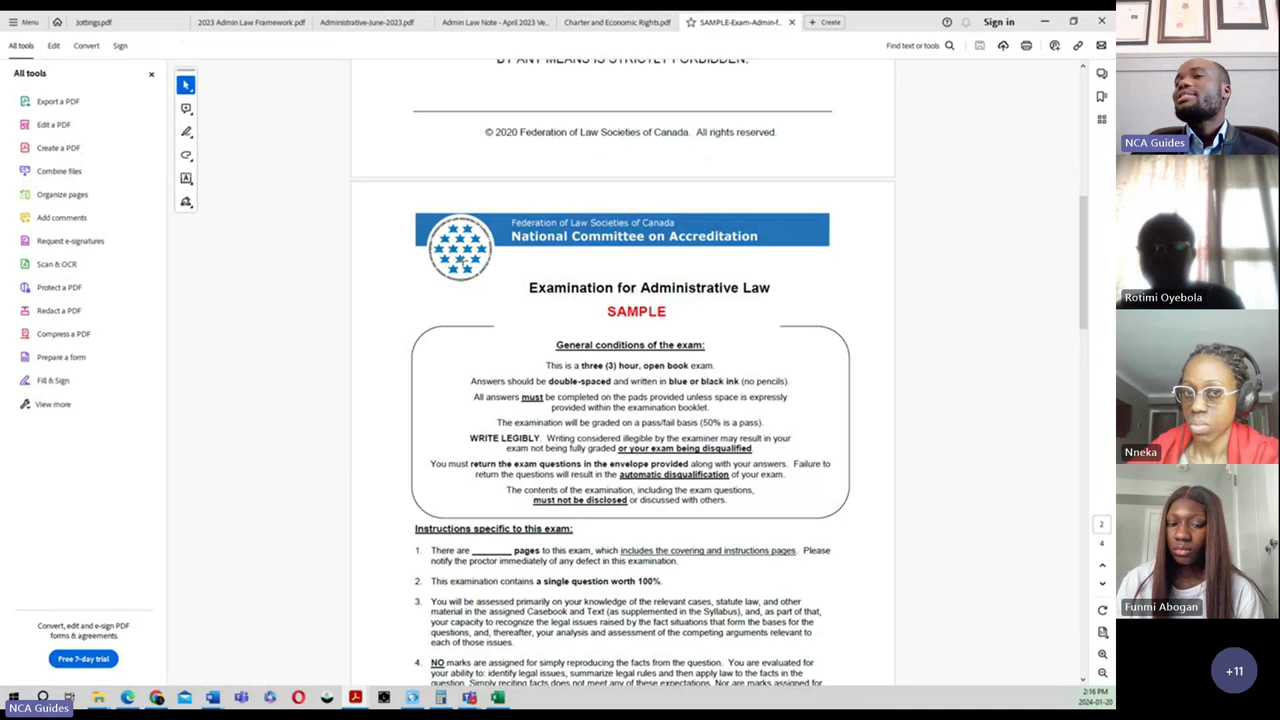 Menu
Jottings.pdf
2023 Admin Law Framework.pdf
Administrative-June-2023.pdf
Admin Law Note - April 2023 Ve...
Charter and Economic Rights.pdf
SAMPLE-Exam-Admin-f...
Create
Sign in
All tools
Edit
Convert
Sign
Find text or tools
All tools
Export a PDF
Edit a PDF
Create a PDF
Combine files
Organize pages
Add comments
Request e-signatures
Scan & OCR
Protect a PDF
Redact a PDF
Compress a PDF
Prepare a form
Fill & Sign
View more
Convert, edit and e-sign PDF
forms & agreements.
Free 7-day trial
BY ANY MEANS IS STRICTLY FORBIDDEN.
© 2020 Federation of Law Societies of Canada. All rights reserved.
Federation of Law Societies of Canada
National Committee on Accreditation
Examination for Administrative Law
SAMPLE
General conditions of the exam:
This is a three (3) hour, open book exam.
Answers should be double-spaced and written in blue or black ink (no pencils).
All answers must be completed on the pads provided unless space is expressly
provided within the examination booklet.
The examination will be graded on a pass/fail basis (50% is a pass).
WRITE LEGIBLY. Writing considered illegible by the examiner may result in your
exam not being fully graded or your exam being disqualified.
You must return the exam questions in the envelope provided along with your answers. Failure to
return the questions will result in the automatic disqualification of your exam.
The contents of the examination, including the exam questions,
must not be disclosed or discussed with others.
Instructions specific to this exam:
1. There are ________ pages to this exam, which includes the covering and instructions pages. Please
notify the proctor immediately of any defect in this examination.
2. This examination contains a single question worth 100%.
3. You will be assessed primarily on your knowledge of the relevant cases, statute law, and other
material in the assigned Casebook and Text (as supplemented in the Syllabus), and, as part of that,
your capacity to recognize the legal issues raised by the fact situations that form the bases for the
questions, and, thereafter, your analysis and assessment of the competing arguments relevant to
each of those issues.
4. NO marks are assigned for simply reproducing the facts from the question. You are evaluated for
your ability to: identify legal issues, summarize legal rules and then apply law to the facts in the
question. Simply reciting facts does not meet any of these expectations. Nor are marks assigned for
2
4
2:16 PM
2024-01-20
NCA Guides
NCA Guides
Rotimi Oyebola
Nneka
Funmi Abogan
+11